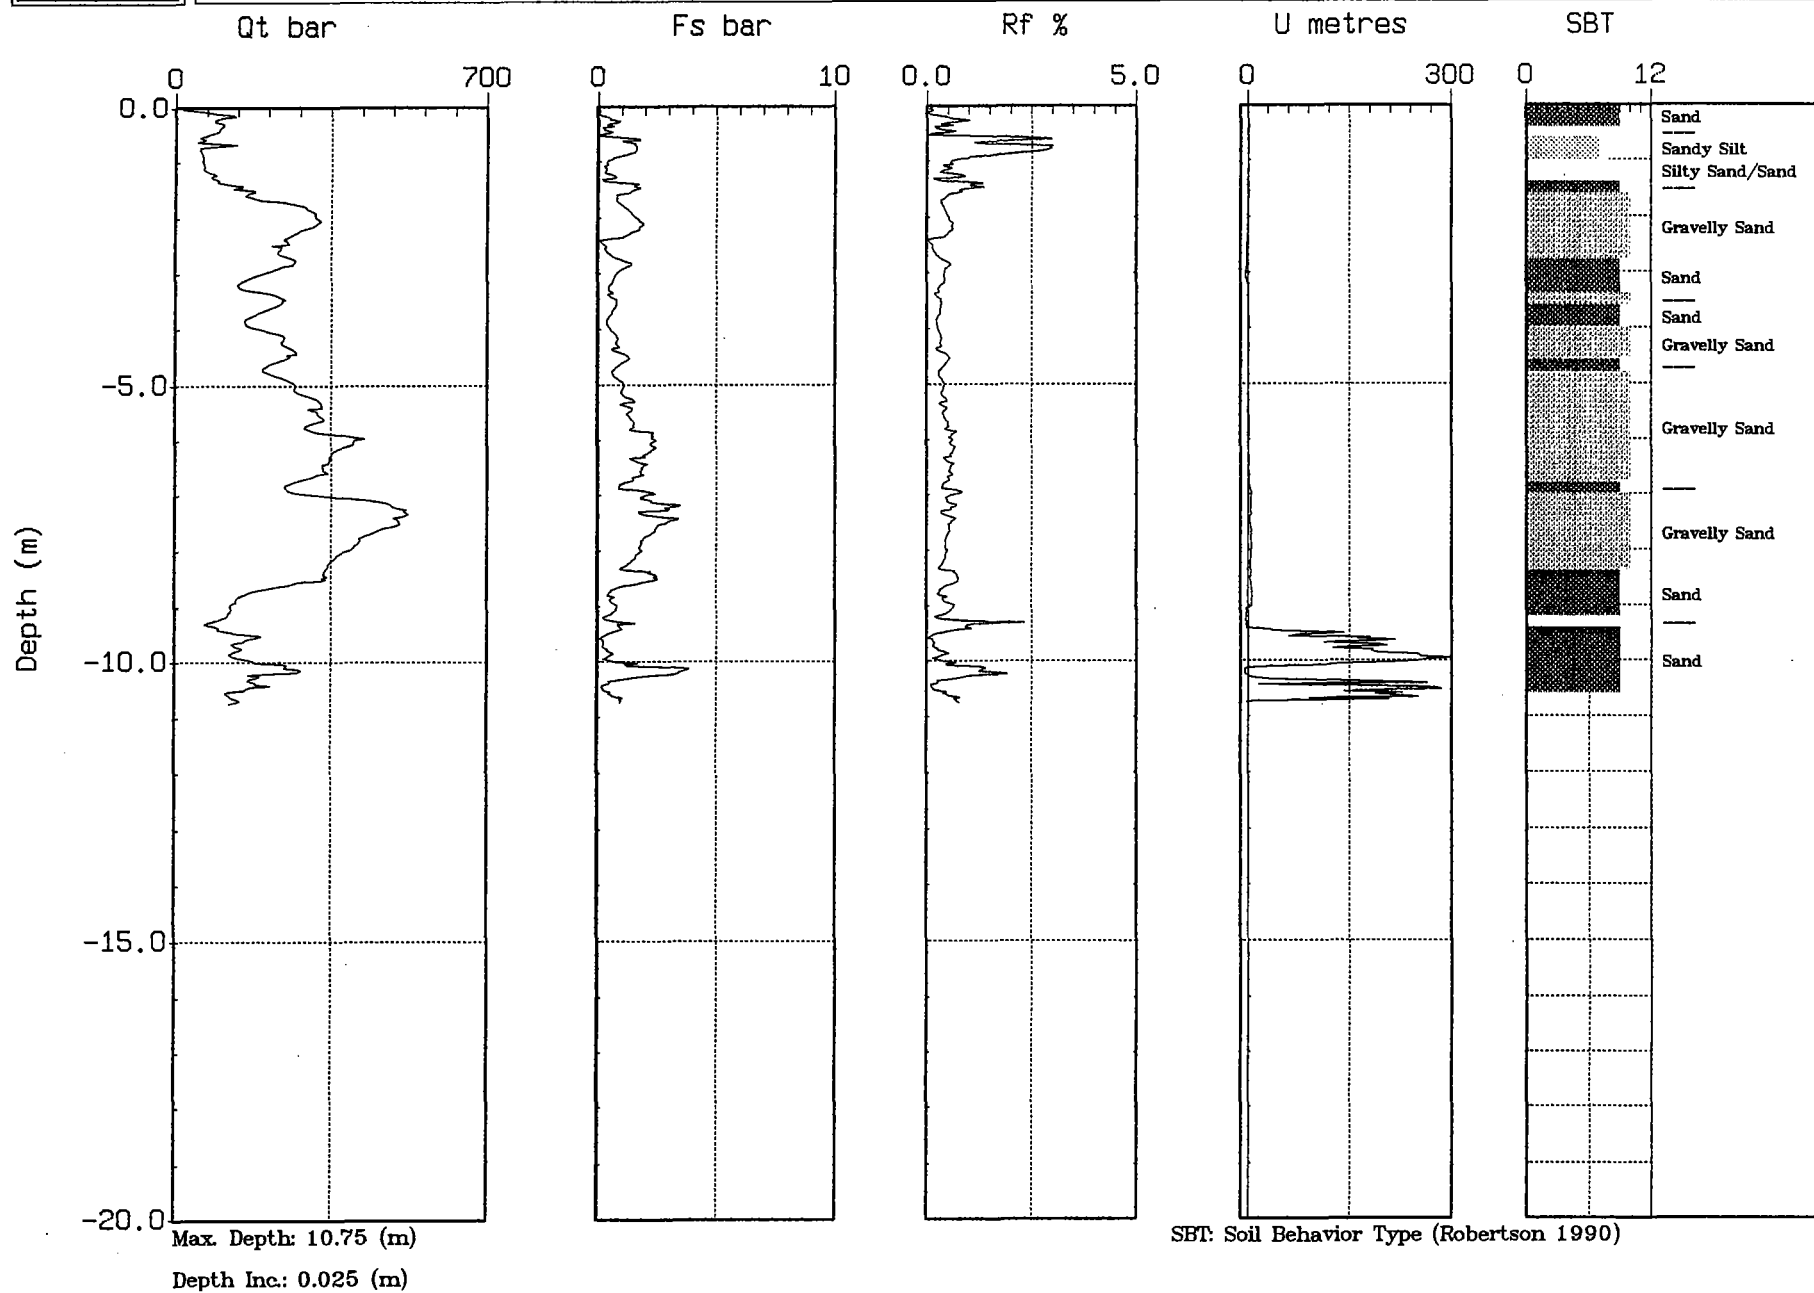 Qt bar Fs bar Rf % U metres SBT
0 700 0 10 0.0 5.0 0 300 0 12
0.0
Sand
Sandy Silt
Silty Sand/Sand
Gravelly Sand
Sand
Sand
Gravelly Sand
-5.0
Gravelly Sand
Gravelly Sand
Depth (m)
Sand
-10.0
Sand
-15.0
-20.0
Max. Depth: 10.75 (m)
SBT: Soil Behavior Type (Robertson 1990)
Depth Inc.: 0.025 (m)